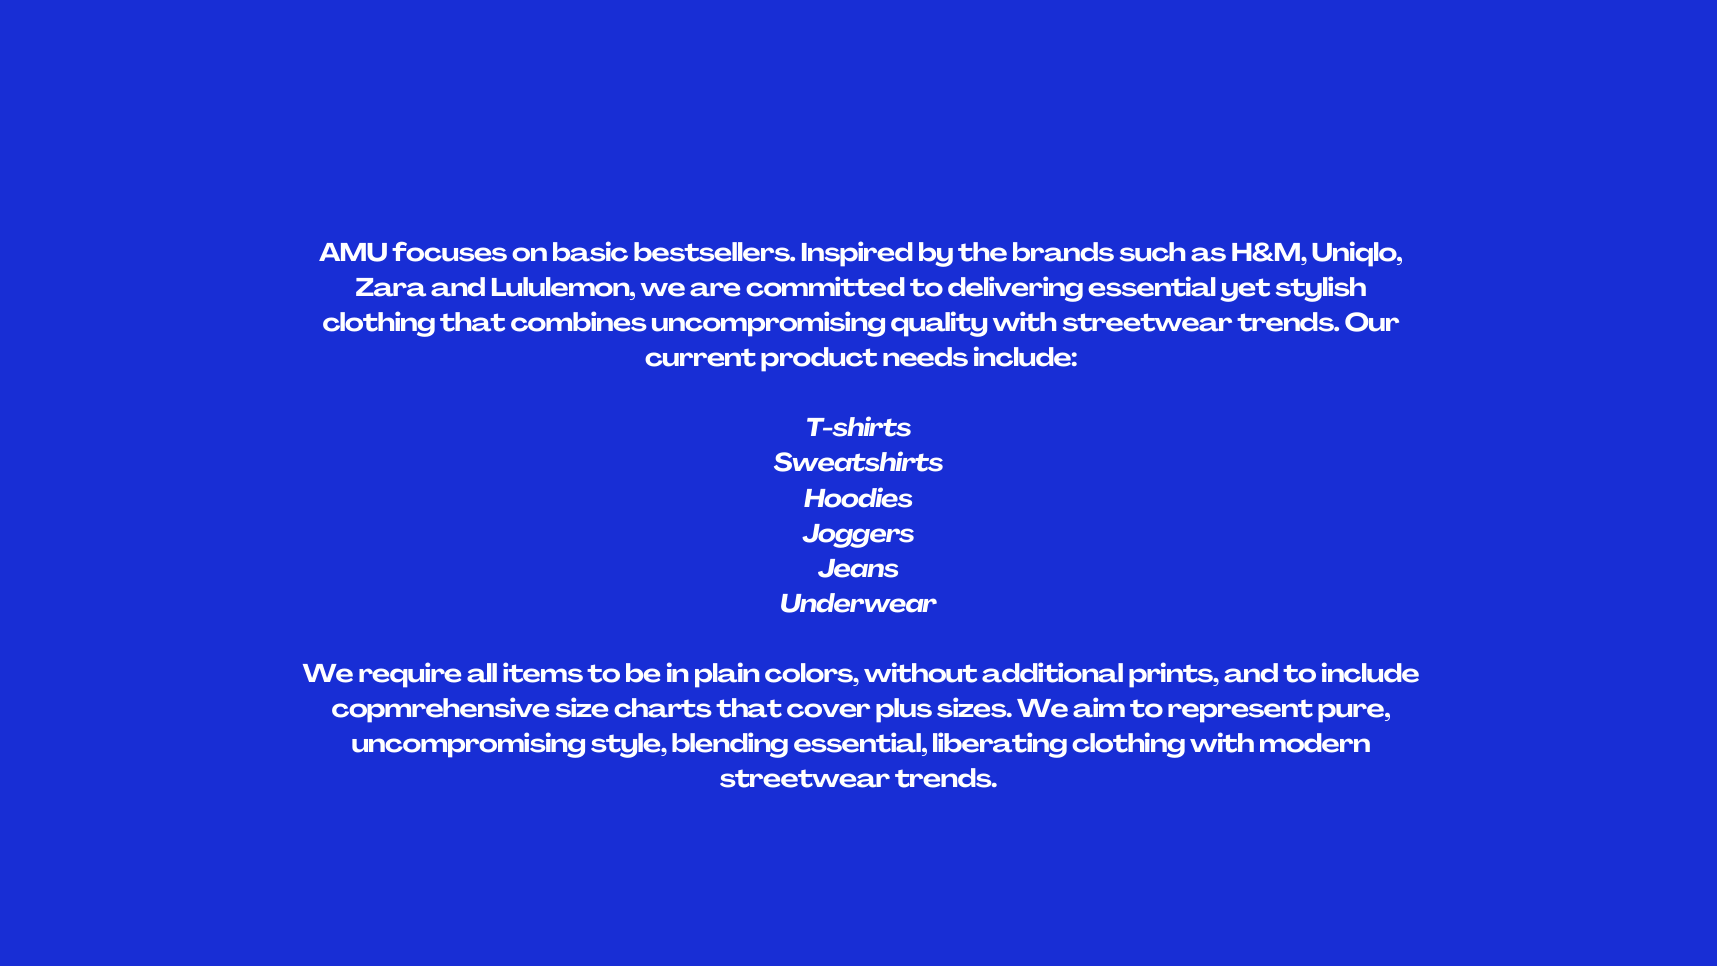 AMU focuses on basic bestsellers. Inspired by the brands such as H&M, Uniqlo,
Zara and Lululemon, we are committed to delivering essential yet stylish
clothing that combines uncompromising quality with streetwear trends. Our
current product needs include:
T-shirts
Sweatshirts
Hoodies
Joggers
Jeans
Underwear
We require all items to be in plain colors, without additional prints, and to include
copmrehensive size charts that cover plus sizes. We aim to represent pure,
uncompromising style, blending essential, liberating clothing with modern
streetwear trends.